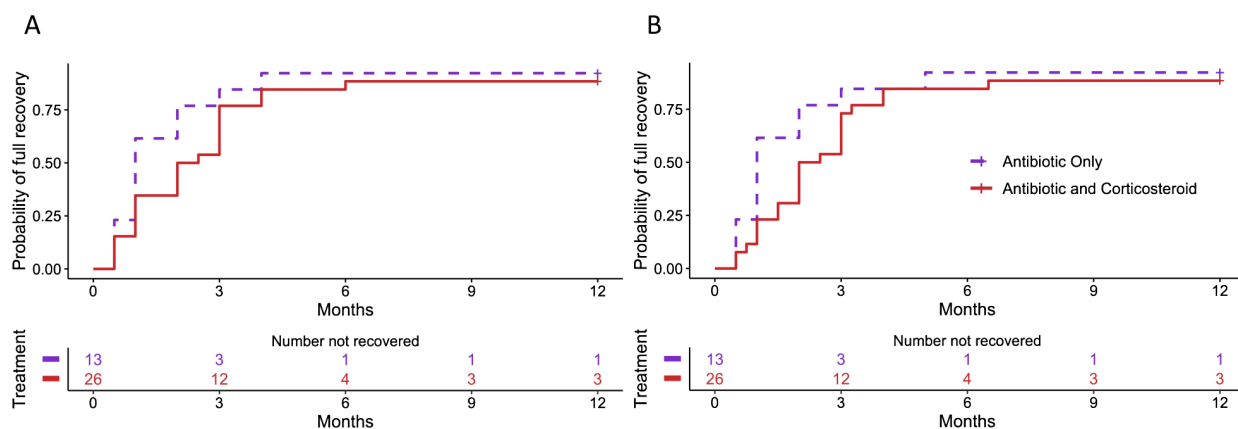 A
Probability of full recovery
0.75
0.50
0.25
0.00
0 3 6 9 12
Months
Number not recovered
Treatment
13 3 1 1 1
26 12 4 3 3
0 3 6 9 12
Months
B
Probability of full recovery
0.75
0.50
0.25
0.00
Antibiotic Only
Antibiotic and Corticosteroid
0 3 6 9 12
Months
Number not recovered
Treatment
13 3 1 1 1
26 12 4 3 3
0 3 6 9 12
Months